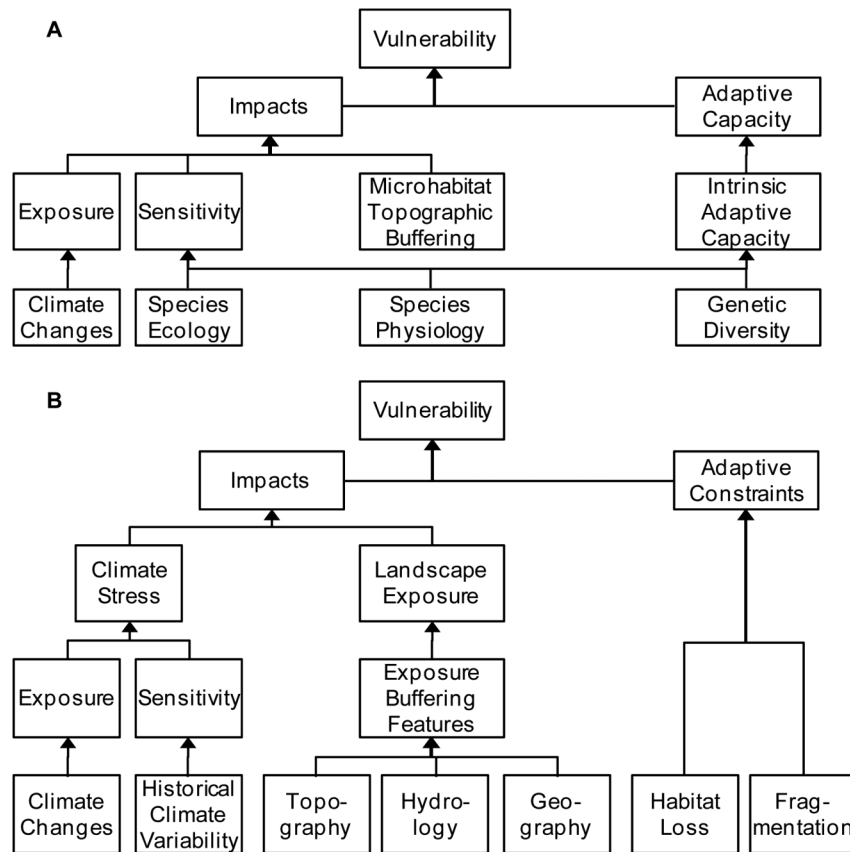 A
Vulnerability
Impacts
Adaptive
Capacity
Exposure
Sensitivity
Microhabitat
Topographic
Buffering
Intrinsic
Adaptive
Capacity
Climate
Changes
Species
Ecology
Species
Physiology
Genetic
Diversity
B
Vulnerability
Impacts
Adaptive
Constraints
Climate
Stress
Landscape
Exposure
Exposure
Sensitivity
Exposure
Buffering
Features
Climate
Changes
Historical
Climate
Variability
Topo-
graphy
Hydro-
logy
Geo-
graphy
Habitat
Loss
Frag-
mentation